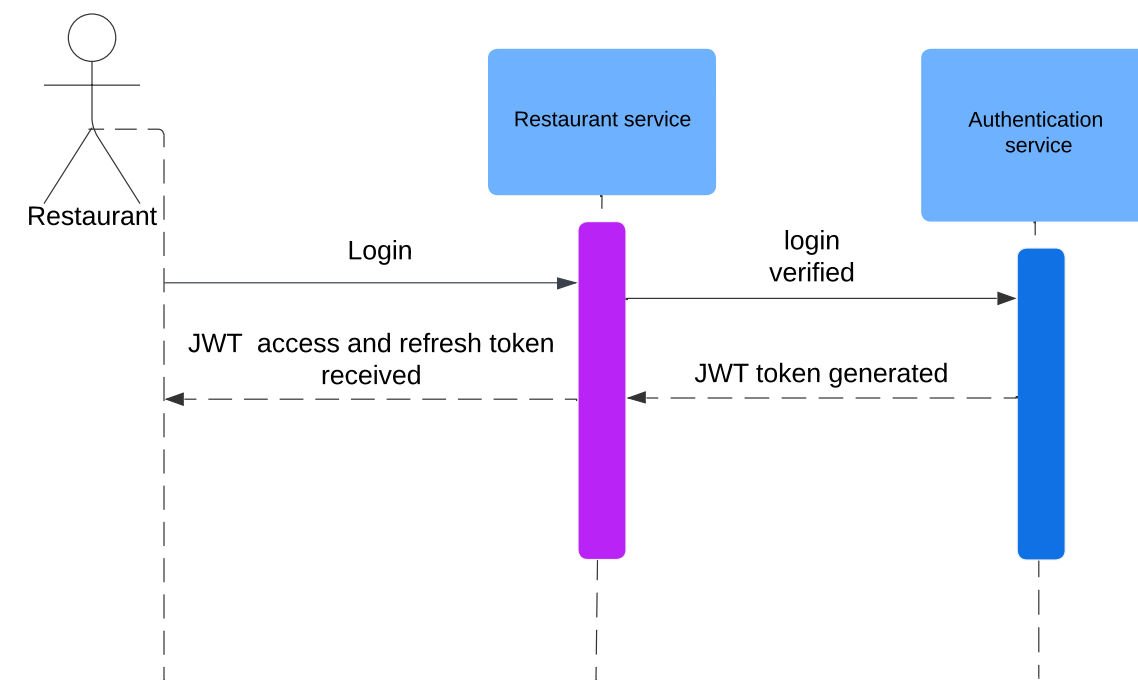 Restaurant service
Authentication
service
Restaurant
Login
login
verified
JWT  access and refresh token
received
JWT token generated